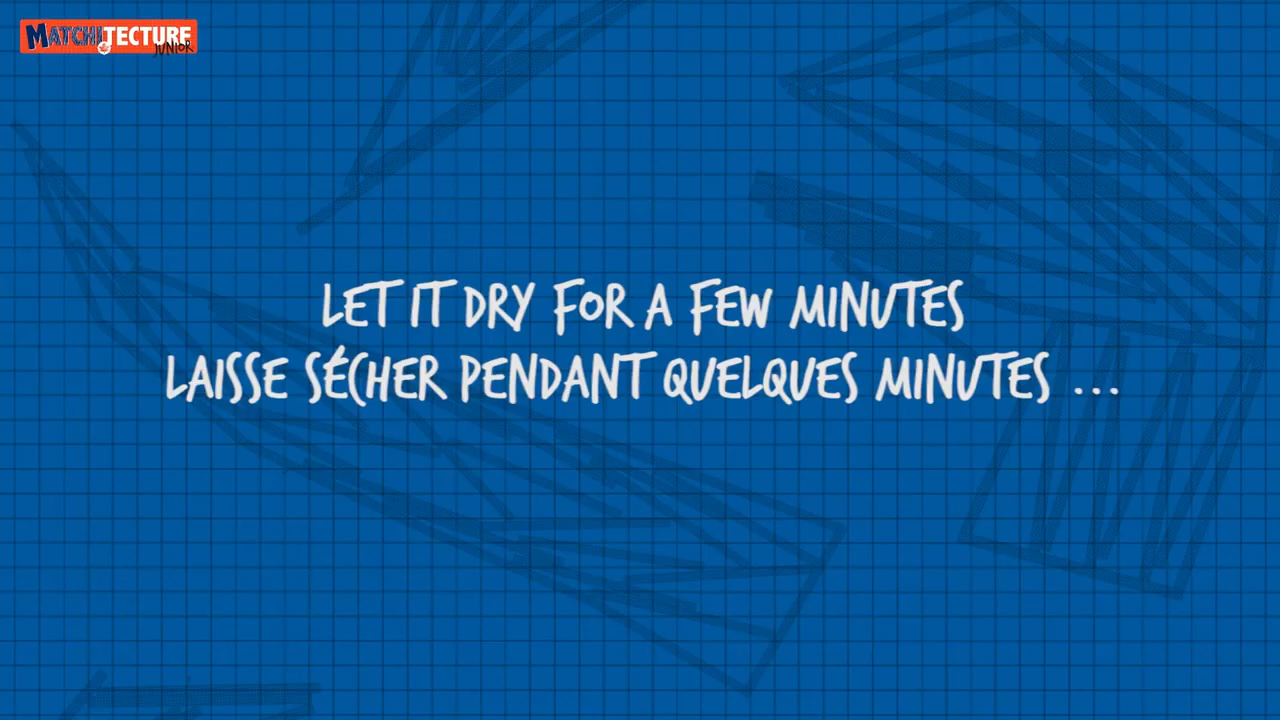 MATCHITECTURE
JUNIOR
LET IT DRY FOR A FEW MINUTES
LAISSE SÉCHER PENDANT QUELQUES MINUTES ...